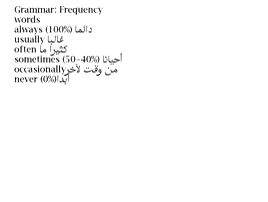 Grammar: Frequency
words
always (100%) دائما
usually غالبا
often كثيرا ما
sometimes (50-40%) أحيانا
occasionally من وقت لآخر
never (0%) أبدا